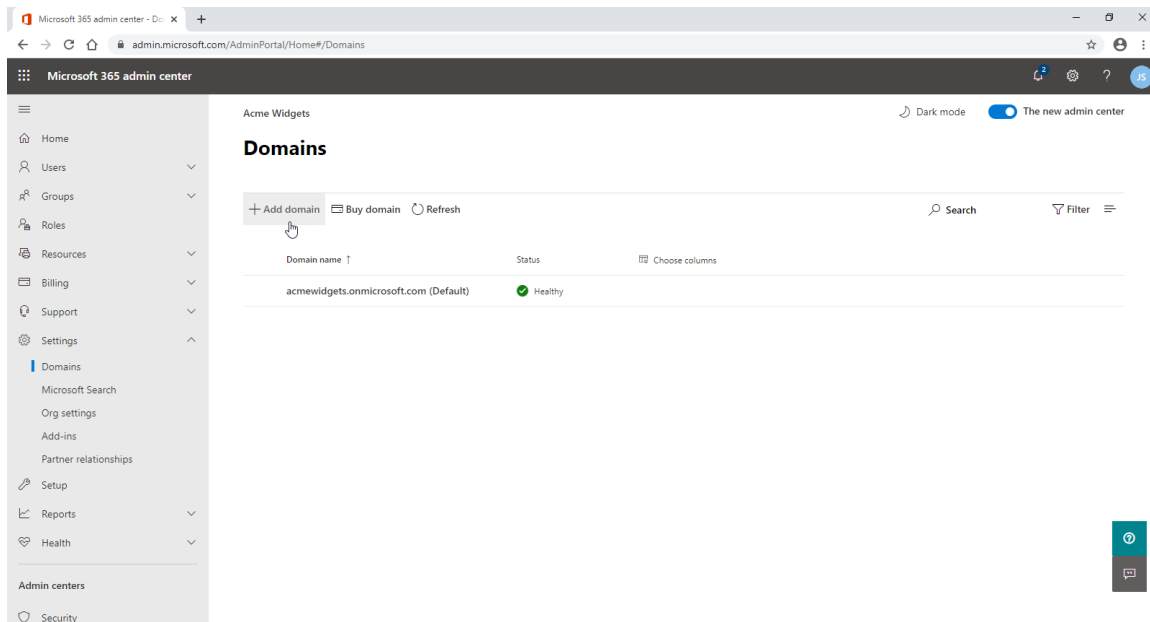 Microsoft 365 admin center - Do
admin.microsoft.com/AdminPortal/Home#/Domains
Microsoft 365 admin center
2
?
JS
Acme Widgets
Dark mode
The new admin center
Home
Domains
Users
Groups
Add domain
Buy domain
Refresh
Search
Filter
Roles
Resources
Domain name ↑
Status
Choose columns
Billing
acmewidgets.onmicrosoft.com (Default)
Healthy
Support
Settings
Domains
Microsoft Search
Org settings
Add-ins
Partner relationships
Setup
Reports
Health
Admin centers
Security